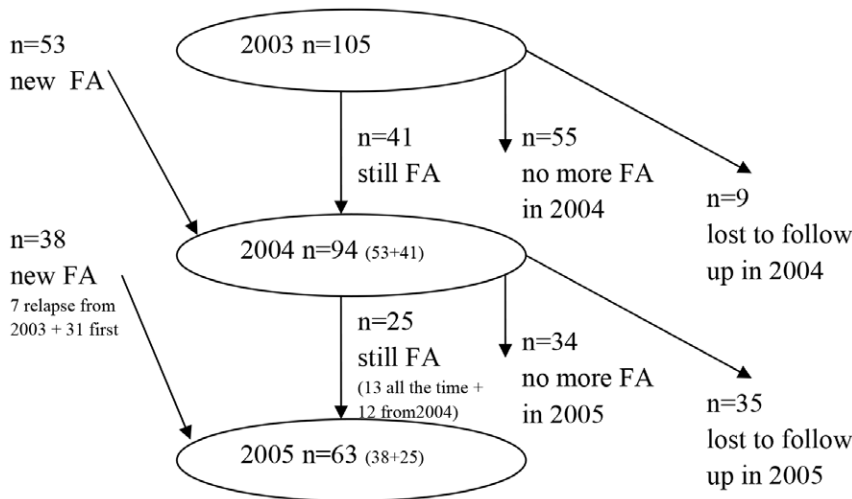 n=53
new FA
2003 n=105
n=41
still FA
n=55
no more FA
in 2004
n=9
lost to follow
up in 2004
n=38
new FA
7 relapse from
2003 + 31 first
2004 n=94 (53+41)
n=25
still FA
(13 all the time +
12 from2004)
n=34
no more FA
in 2005
n=35
lost to follow
up in 2005
2005 n=63 (38+25)